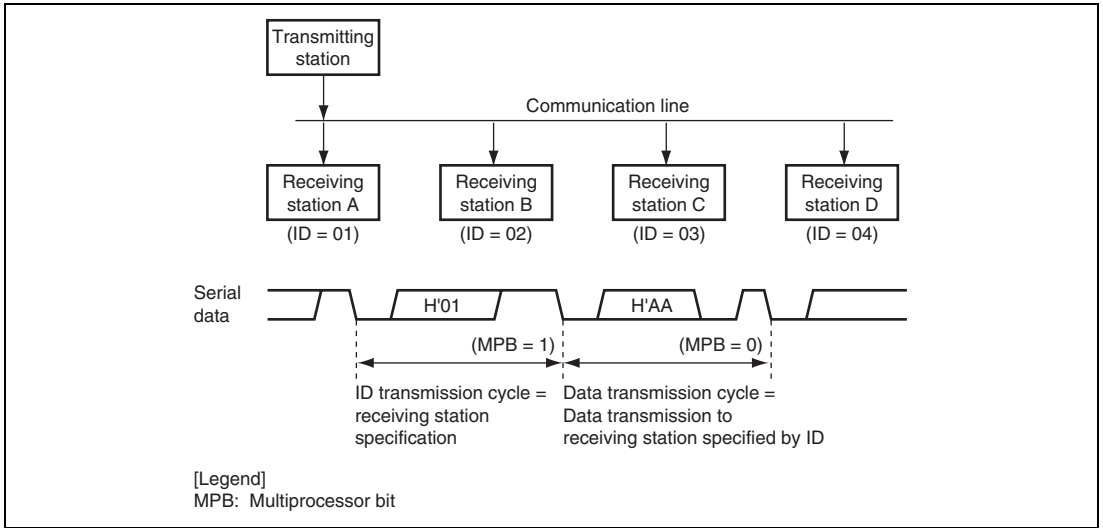 Transmitting
station
Communication line
Receiving
station A
Receiving
station B
Receiving
station C
Receiving
station D
(ID = 01)
(ID = 02)
(ID = 03)
(ID = 04)
Serial
data
H'01
H'AA
(MPB = 1)
(MPB = 0)
ID transmission cycle =
receiving station
specification
Data transmission cycle =
Data transmission to
receiving station specified by ID
[Legend]
MPB: Multiprocessor bit